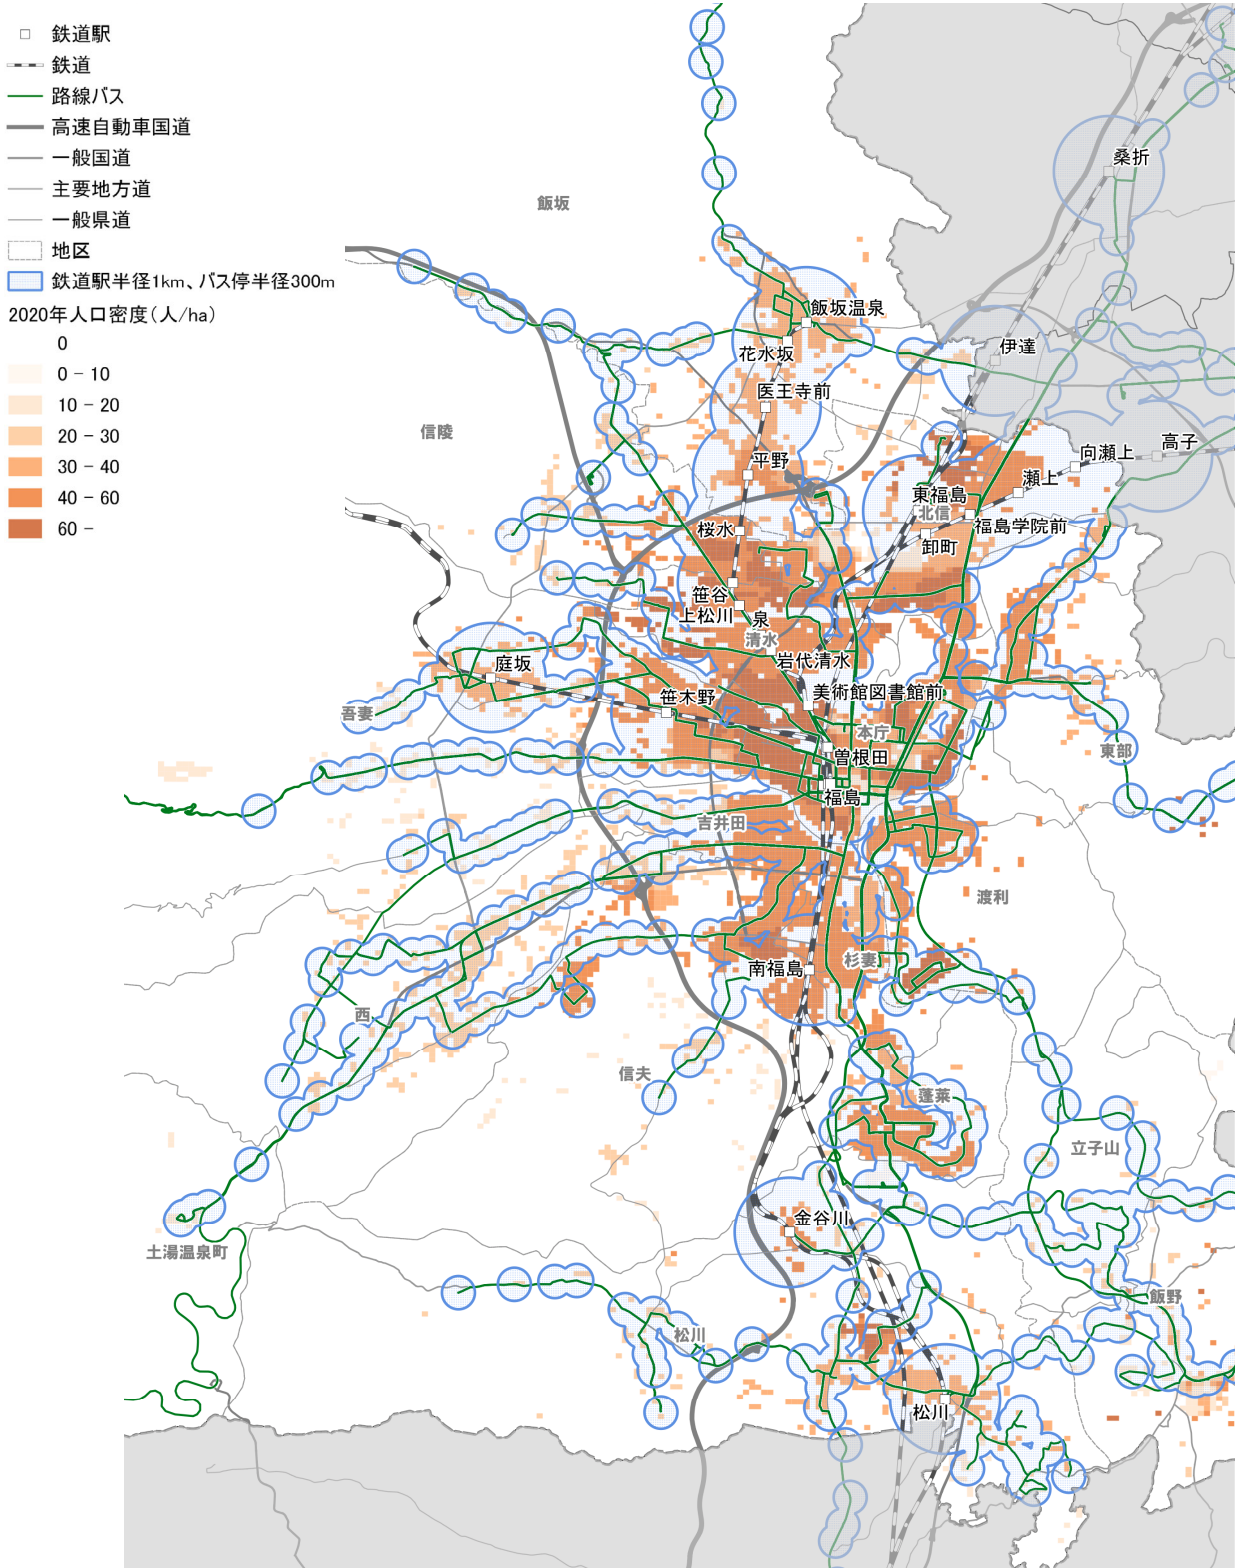 鉄道駅
鉄道
路線バス
高速自動車国道
一般国道
主要地方道
一般県道
地区
鉄道駅半径1km、バス停半径300m
2020年人口密度(人/ha)
0
0 - 10
10 - 20
20 - 30
30 - 40
40 - 60
60 -
桑折
飯坂
飯坂温泉
伊達
花水坂
医王寺前
信陵
向瀬上
高子
平野
瀬上
東福島
北信
福島学院前
桜水
卸町
笹谷
上松川
泉
清水
岩代清水
庭坂
美術館図書館前
笹木野
吾妻
本庁
東部
曽根田
福島
吉井田
渡利
杉妻
南福島
西
信夫
蓬莱
立子山
金谷川
土湯温泉町
飯野
松川
松川